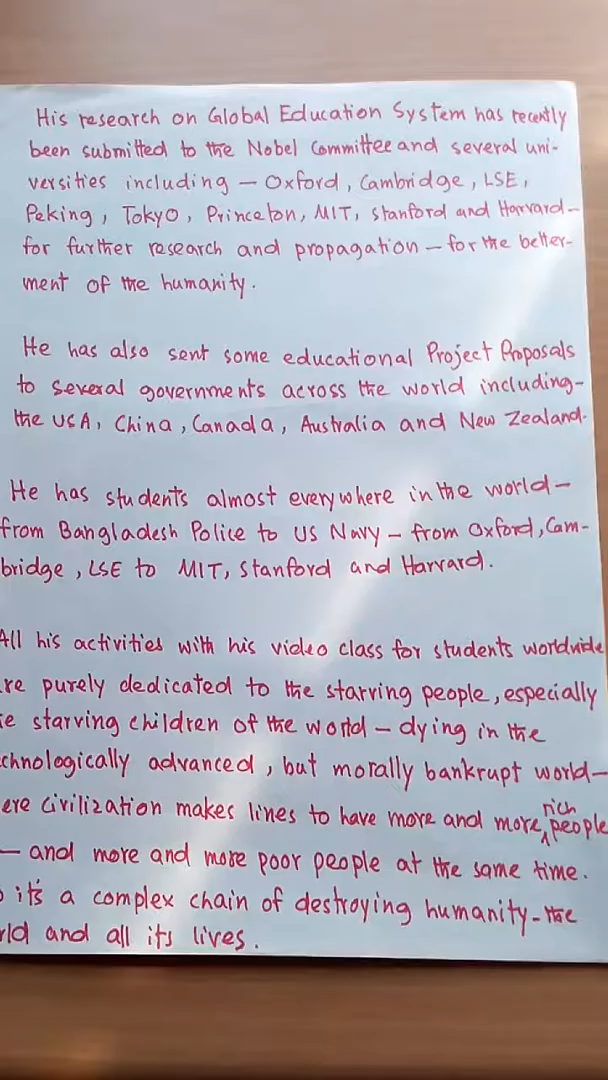 His research on Global Education System has recently
been submitted to the Nobel Committee and several uni-
versities including – Oxford, Cambridge, LSE,
Peking, Tokyo, Princeton, MIT, Stanford and Harvard –
for further research and propagation – for the better-
ment of the humanity.
He has also sent some educational Project Proposals
to several governments across the world including –
the USA, China, Canada, Australia and New Zealand.
He has students almost everywhere in the world –
from Bangladesh Police to US Navy – from Oxford, Cam-
bridge, LSE to MIT, Stanford and Harvard.
All his activities with his video class for students worldwide
re purely dedicated to the starving people, especially
e starving children of the world – dying in the
chnologically advanced, but morally bankrupt world –
ere civilization makes lines to have more and more rich people
– and more and more poor people at the same time.
it's a complex chain of destroying humanity – the
rld and all its lives.